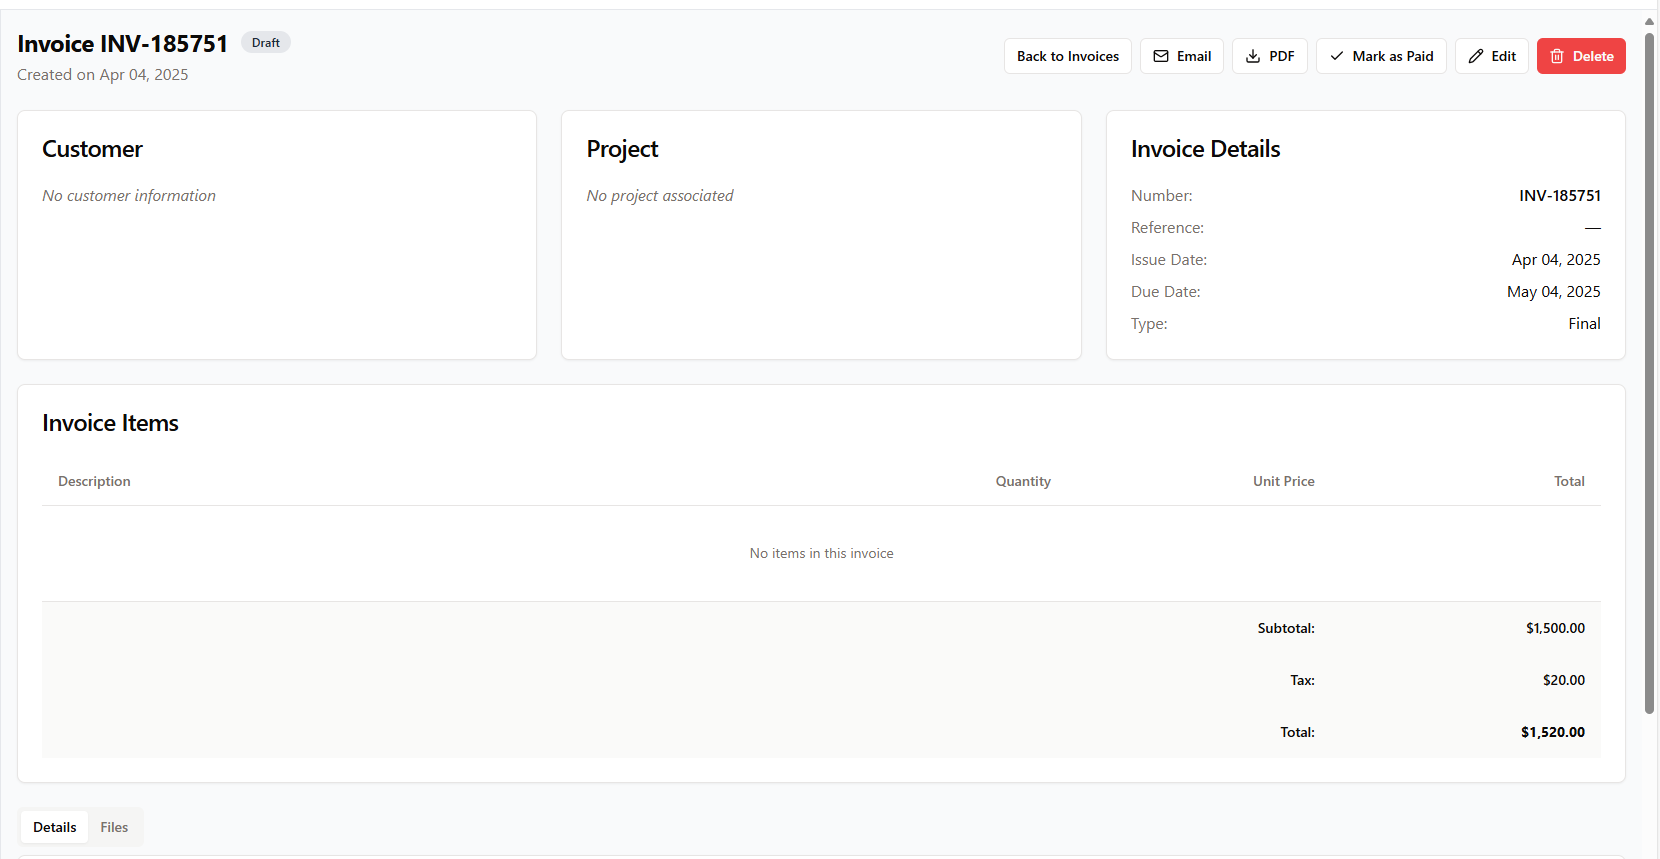 Invoice INV-185751 Draft
Created on Apr 04, 2025
Back to Invoices Email PDF Mark as Paid Edit Delete
Customer
No customer information
Project
No project associated
Invoice Details
Number: INV-185751
Reference: —
Issue Date: Apr 04, 2025
Due Date: May 04, 2025
Type: Final
Invoice Items
Description Quantity Unit Price Total
No items in this invoice
Subtotal: $1,500.00
Tax: $20.00
Total: $1,520.00
Details Files